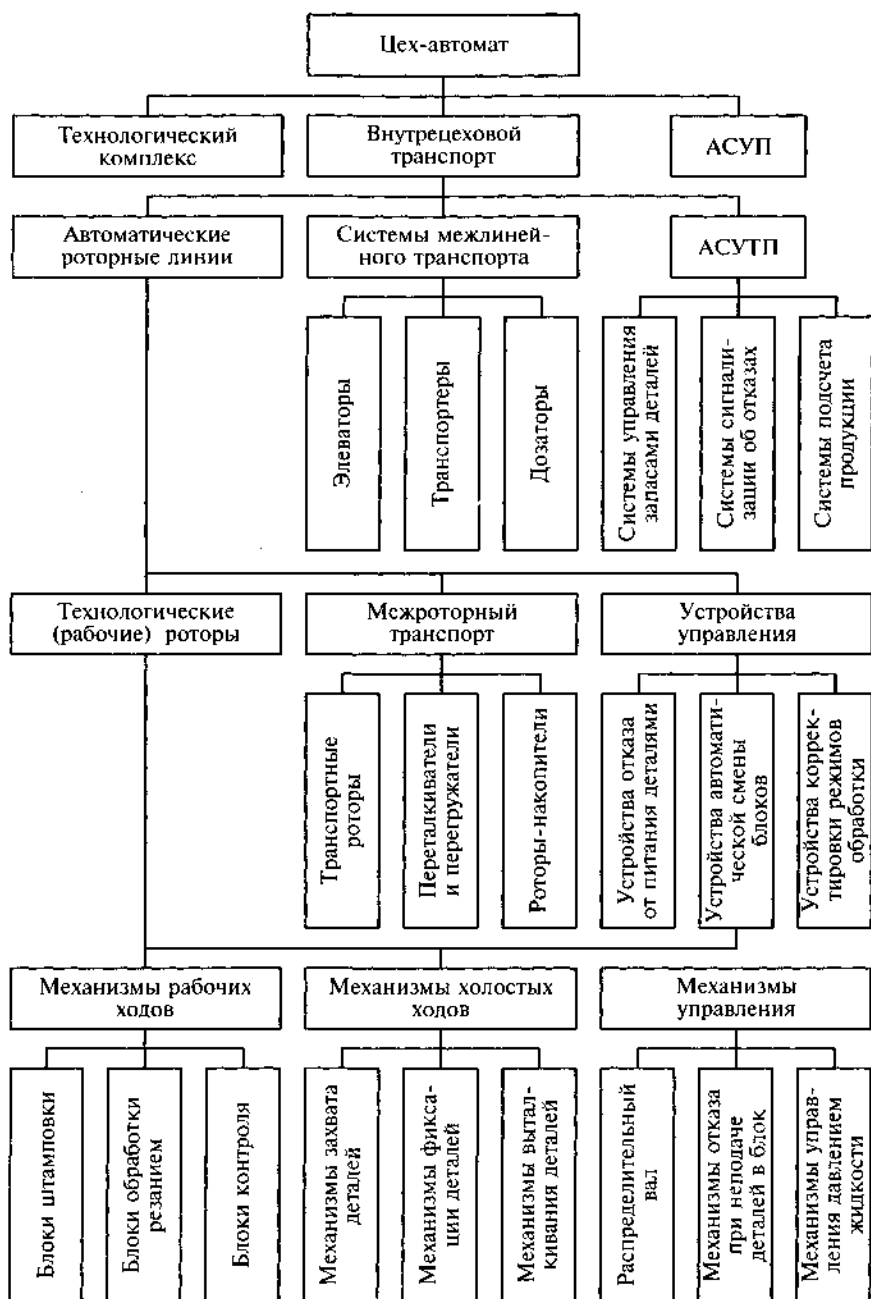 Цех-автомат
Технологический
комплекс
Внутрецеховой
транспорт
АСУП
Автоматические
роторные линии
Системы межлиней-
ного транспорта
АСУТП
Элеваторы
Транспортеры
Дозаторы
Системы управления
запасами деталей
Системы сигнали-
зации об отказах
Системы подсчета
продукции
Технологические
(рабочие) роторы
Межроторный
транспорт
Устройства
управления
Транспортные
роторы
Переталкиватели
и перегружатели
Роторы-накопители
Устройства отказа
от питания деталями
Устройства автомати-
ческой смены
блоков
Устройства коррек-
тировки режимов
обработки
Механизмы рабочих
ходов
Механизмы холостых
ходов
Механизмы
управления
Блоки штамповки
Блоки обработки
резанием
Блоки контроля
Механизмы захвата
деталей
Механизмы фикса-
ции деталей
Механизмы вытал-
кивания деталей
Распределительный
вал
Механизмы отказа
при неподаче
деталей в блок
Механизмы управ-
ления давлением
жидкости